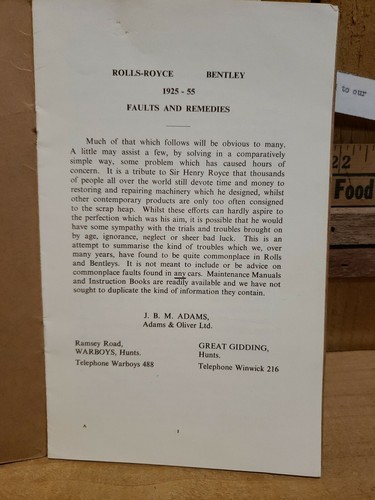 ROLLS-ROYCE BENTLEY
1925 - 55
FAULTS AND REMEDIES
Much of that which follows will be obvious to many.
A little may assist a few, by solving in a comparatively
simple way, some problem which has caused hours of
concern. It is a tribute to Sir Henry Royce that thousands
of people all over the world still devote time and money to
restoring and repairing machinery which he designed, whilst
other contemporary products are only too often consigned
to the scrap heap. Whilst these efforts can hardly aspire to
the perfection which was his aim, it is possible that he would
have some sympathy with the trials and troubles brought on
by age, ignorance, neglect or sheer bad luck. This is an
attempt to summarise the kind of troubles which we, over
many years, have found to be quite commonplace in Rolls
and Bentleys. It is not meant to include or be advice on
commonplace faults found in any cars. Maintenance Manuals
and Instruction Books are readily available and we have not
sought to duplicate the kind of information they contain.
J. B. M. ADAMS,
Adams & Oliver Ltd.
Ramsey Road,
WARBOYS, Hunts.
Telephone Warboys 488
GREAT GIDDING,
Hunts.
Telephone Winwick 216
A 1
to our
22
Food